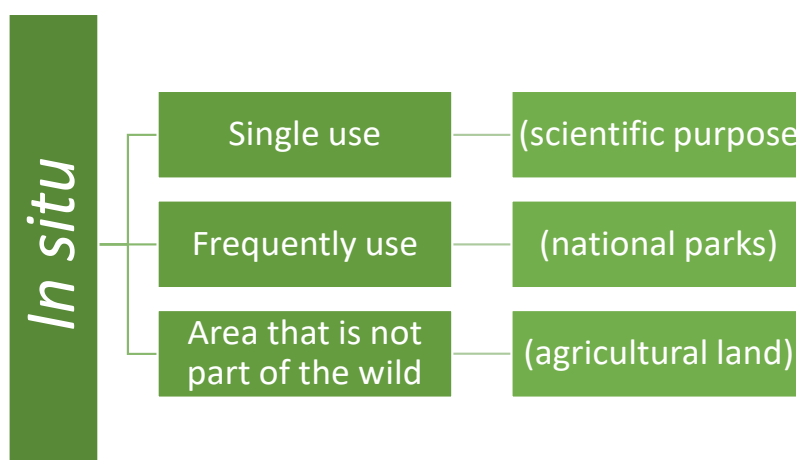 In situ
Single use
(scientific purpose
Frequently use
(national parks)
Area that is not
part of the wild
(agricultural land)